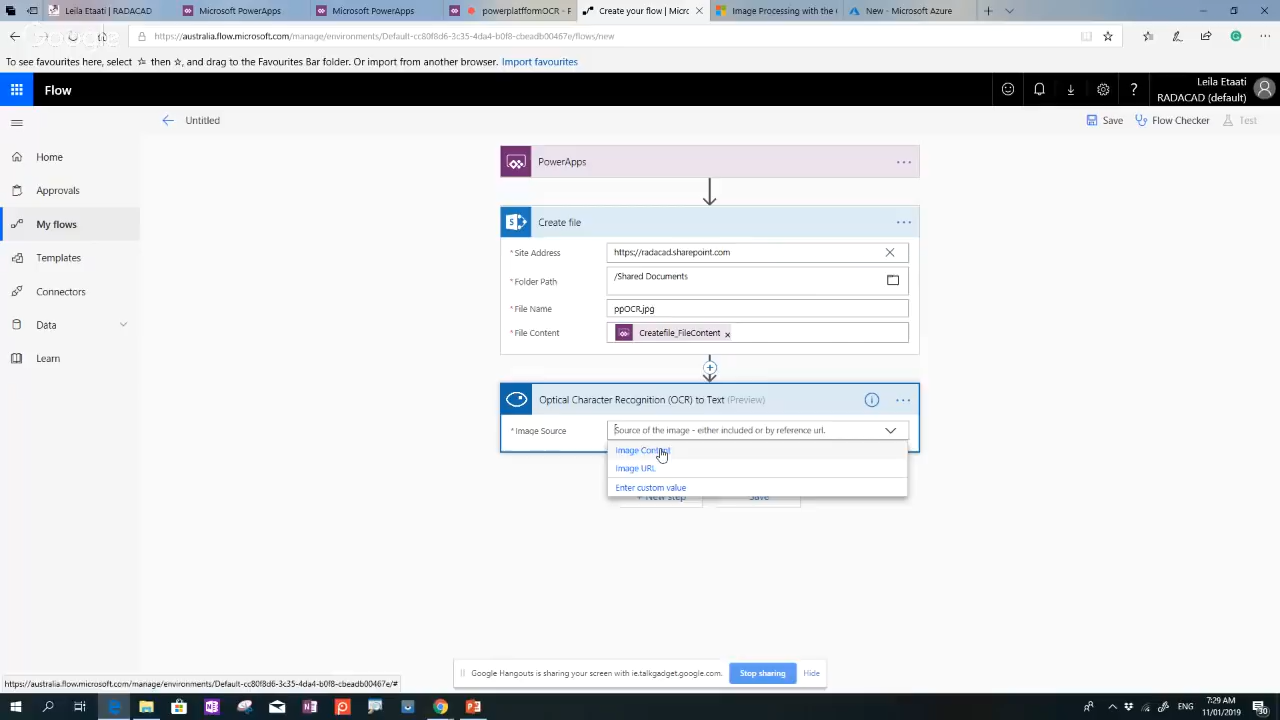 Leila Etaati | RADACAD
Microsoft PowerApps
Microsoft PowerApps
powerplatformOCR - P
Create your flow | Micro
Image Processing with the
New - Microsoft Azure
https://australia.flow.microsoft.com/manage/environments/Default-cc80f8d6-3c35-4da4-b0f8-cbeadb00467e/flows/new
To see favourites here, select ☆ then ☆, and drag to the Favourites Bar folder. Or import from another browser. Import favourites
Flow
Leila Etaati
RADACAD (default)
Untitled
Save
Flow Checker
Test
Home
Approvals
My flows
Templates
Connectors
Data
Learn
PowerApps
Create file
* Site Address
https://radacad.sharepoint.com
* Folder Path
/Shared Documents
* File Name
ppOCR.jpg
* File Content
Createfile_FileContent x
Optical Character Recognition (OCR) to Text (Preview)
* Image Source
Source of the image - either included or by reference url.
Image Content
Image URL
Enter custom value
+ New step
Save
Google Hangouts is sharing your screen with ie.talkgadget.google.com.
Stop sharing
Hide
https://australia.flow.microsoft.com/manage/environments/Default-cc80f8d6-3c35-4da4-b0f8-cbeadb00467e/#
ENG
7:29 AM
11/01/2019
30